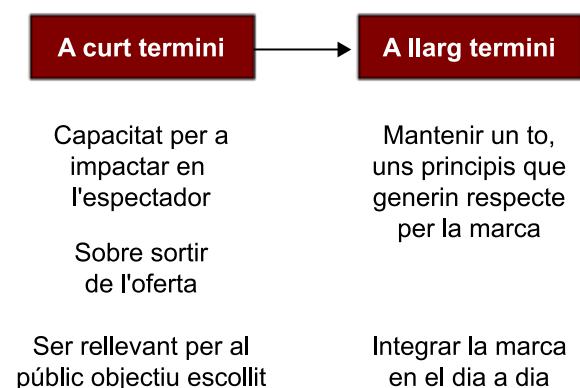 A curt termini
A llarg termini
Capacitat per a
impactar en
l'espectador
Sobre sortir
de l'oferta
Ser rellevant per al
públic objectiu escollit
Mantenir un to,
uns principis que
generin respecte
per la marca
Integrar la marca
en el dia a dia